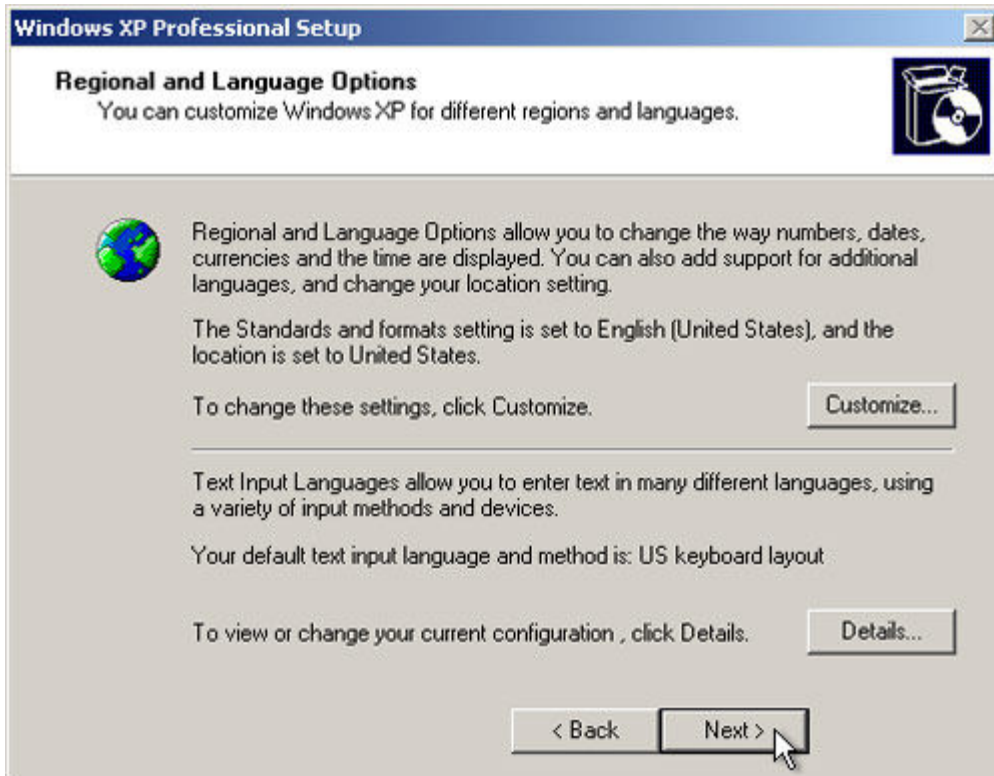 Windows XP Professional Setup
Regional and Language Options
You can customize Windows XP for different regions and languages.
Regional and Language Options allow you to change the way numbers, dates,
currencies and the time are displayed. You can also add support for additional
languages, and change your location setting.
The Standards and formats setting is set to English (United States), and the
location is set to United States.
To change these settings, click Customize.
Customize...
Text Input Languages allow you to enter text in many different languages, using
a variety of input methods and devices.
Your default text input language and method is: US keyboard layout
To view or change your current configuration , click Details.
Details...
< Back
Next >